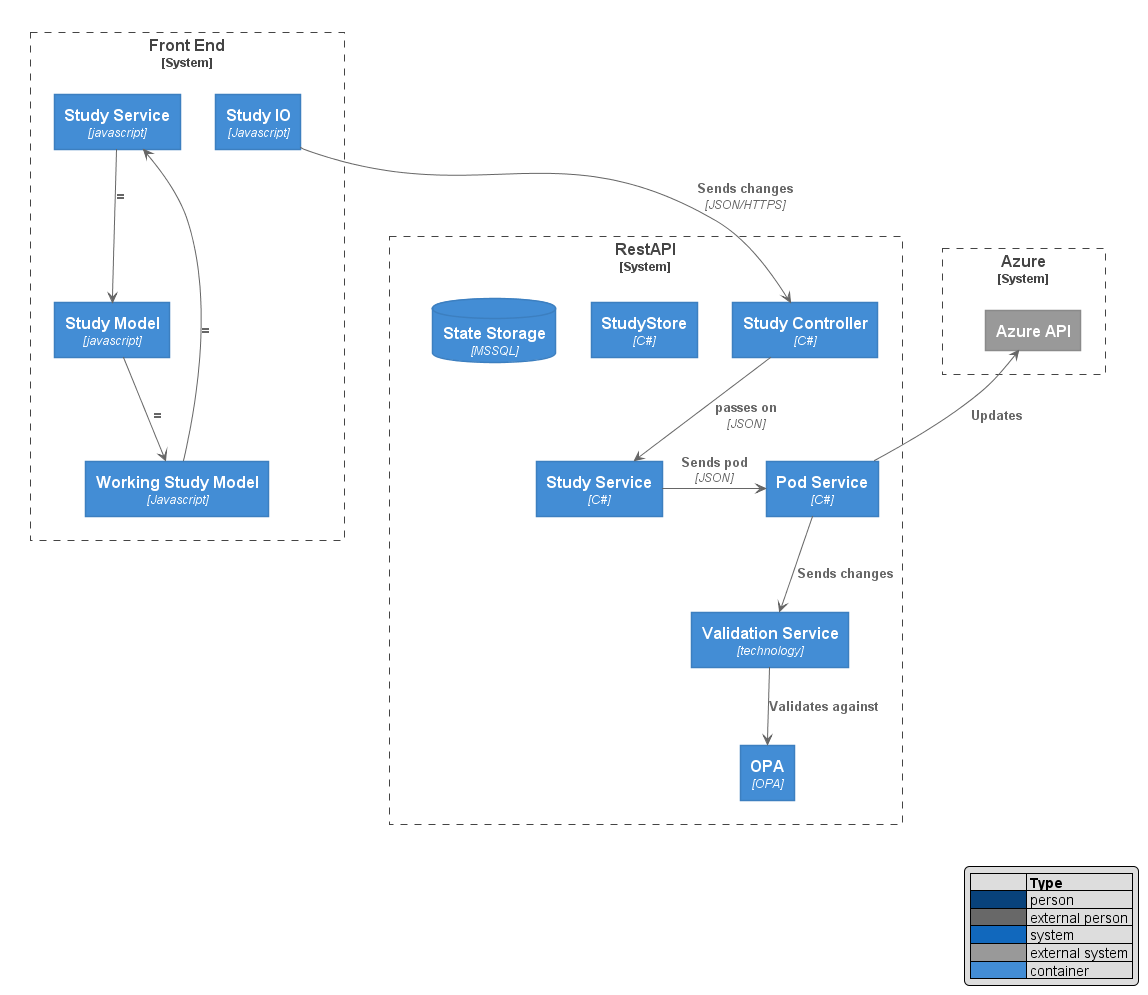 Front End
[System]
Study Service
[javascript]
Study IO
[Javascript]
=
Study Model
[javascript]
=
=
Working Study Model
[Javascript]
Sends changes
[JSON/HTTPS]
RestAPI
[System]
State Storage
[MSSQL]
StudyStore
[C#]
Study Controller
[C#]
passes on
[JSON]
Study Service
[C#]
Sends pod
[JSON]
Pod Service
[C#]
Sends changes
Validation Service
[technology]
Validates against
OPA
[OPA]
Azure
[System]
Azure API
Updates
Type
person
external person
system
external system
container